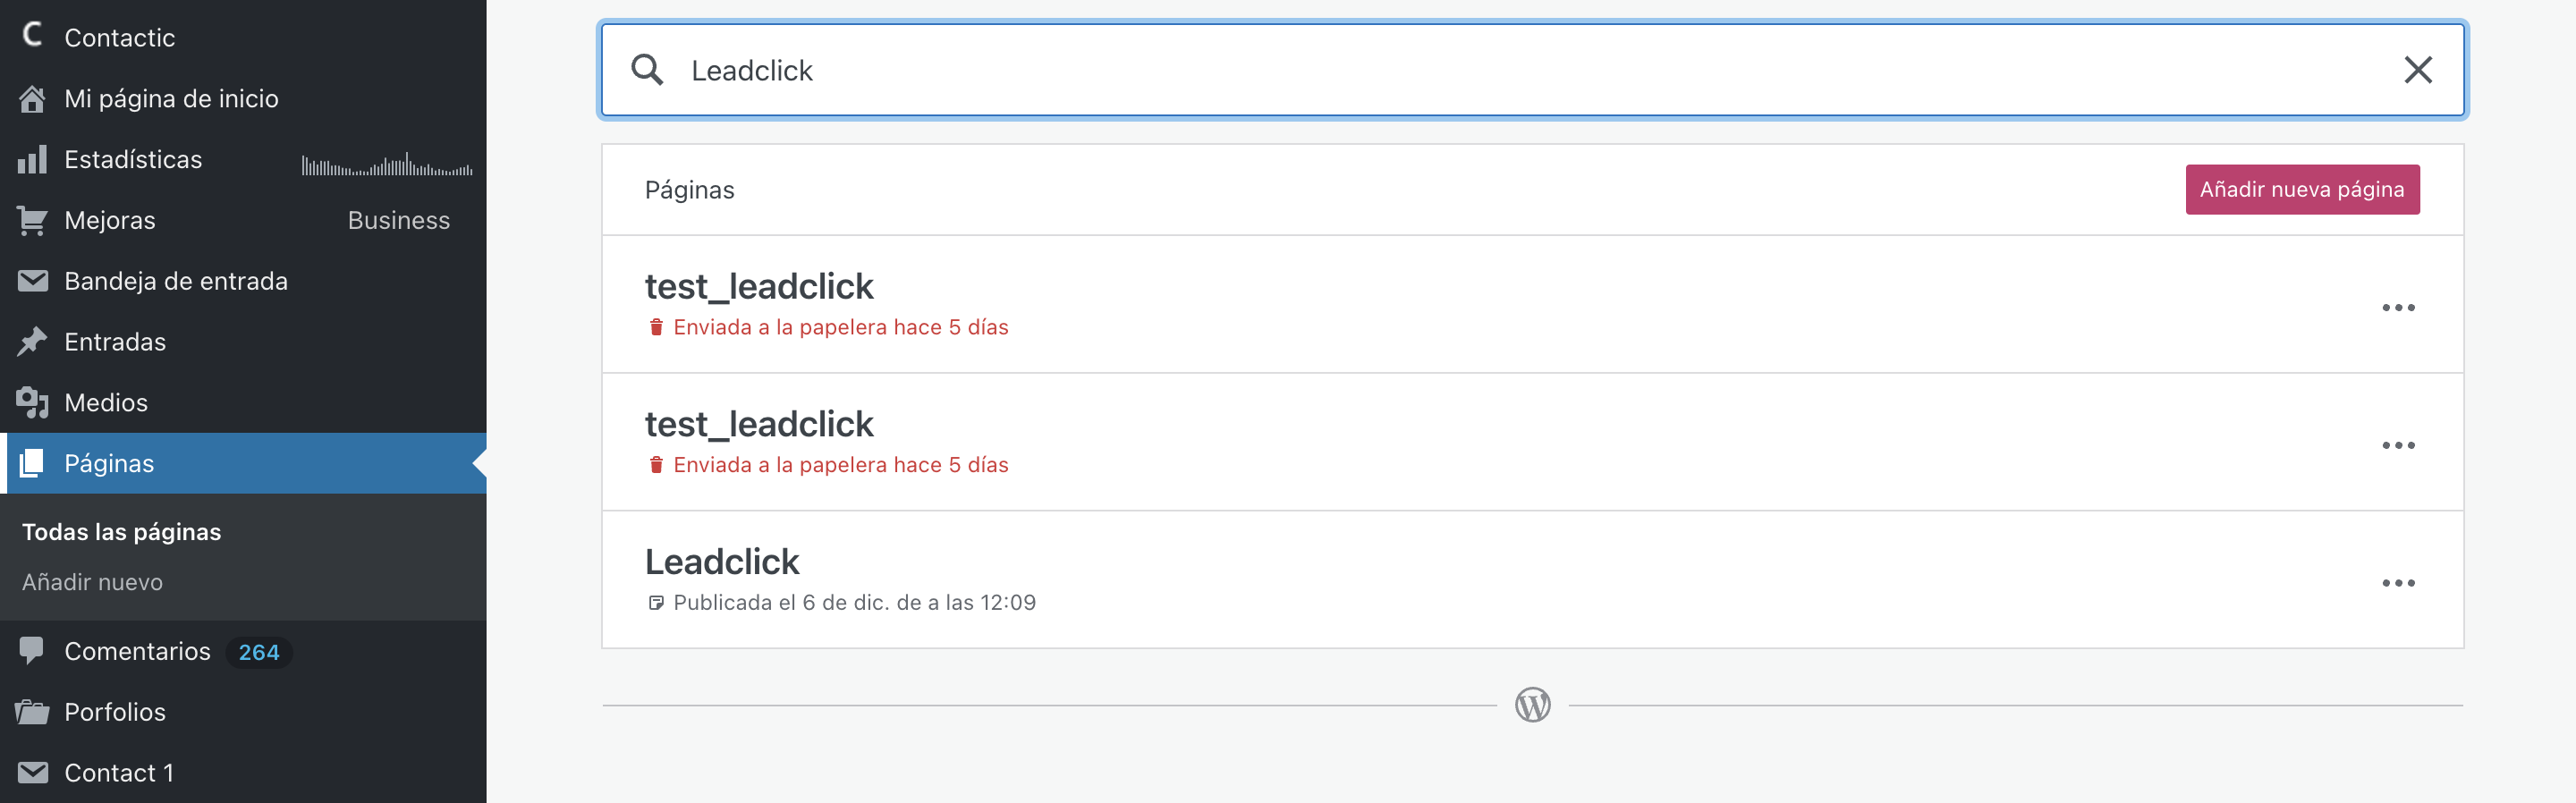 Contactic
Mi página de inicio
Estadísticas
Mejoras Business
Bandeja de entrada
Entradas
Medios
Páginas
Todas las páginas
Añadir nuevo
Comentarios 264
Porfolios
Contact 1
Leadclick
Páginas Añadir nueva página
test_leadclick
Enviada a la papelera hace 5 días
test_leadclick
Enviada a la papelera hace 5 días
Leadclick
Publicada el 6 de dic. de a las 12:09